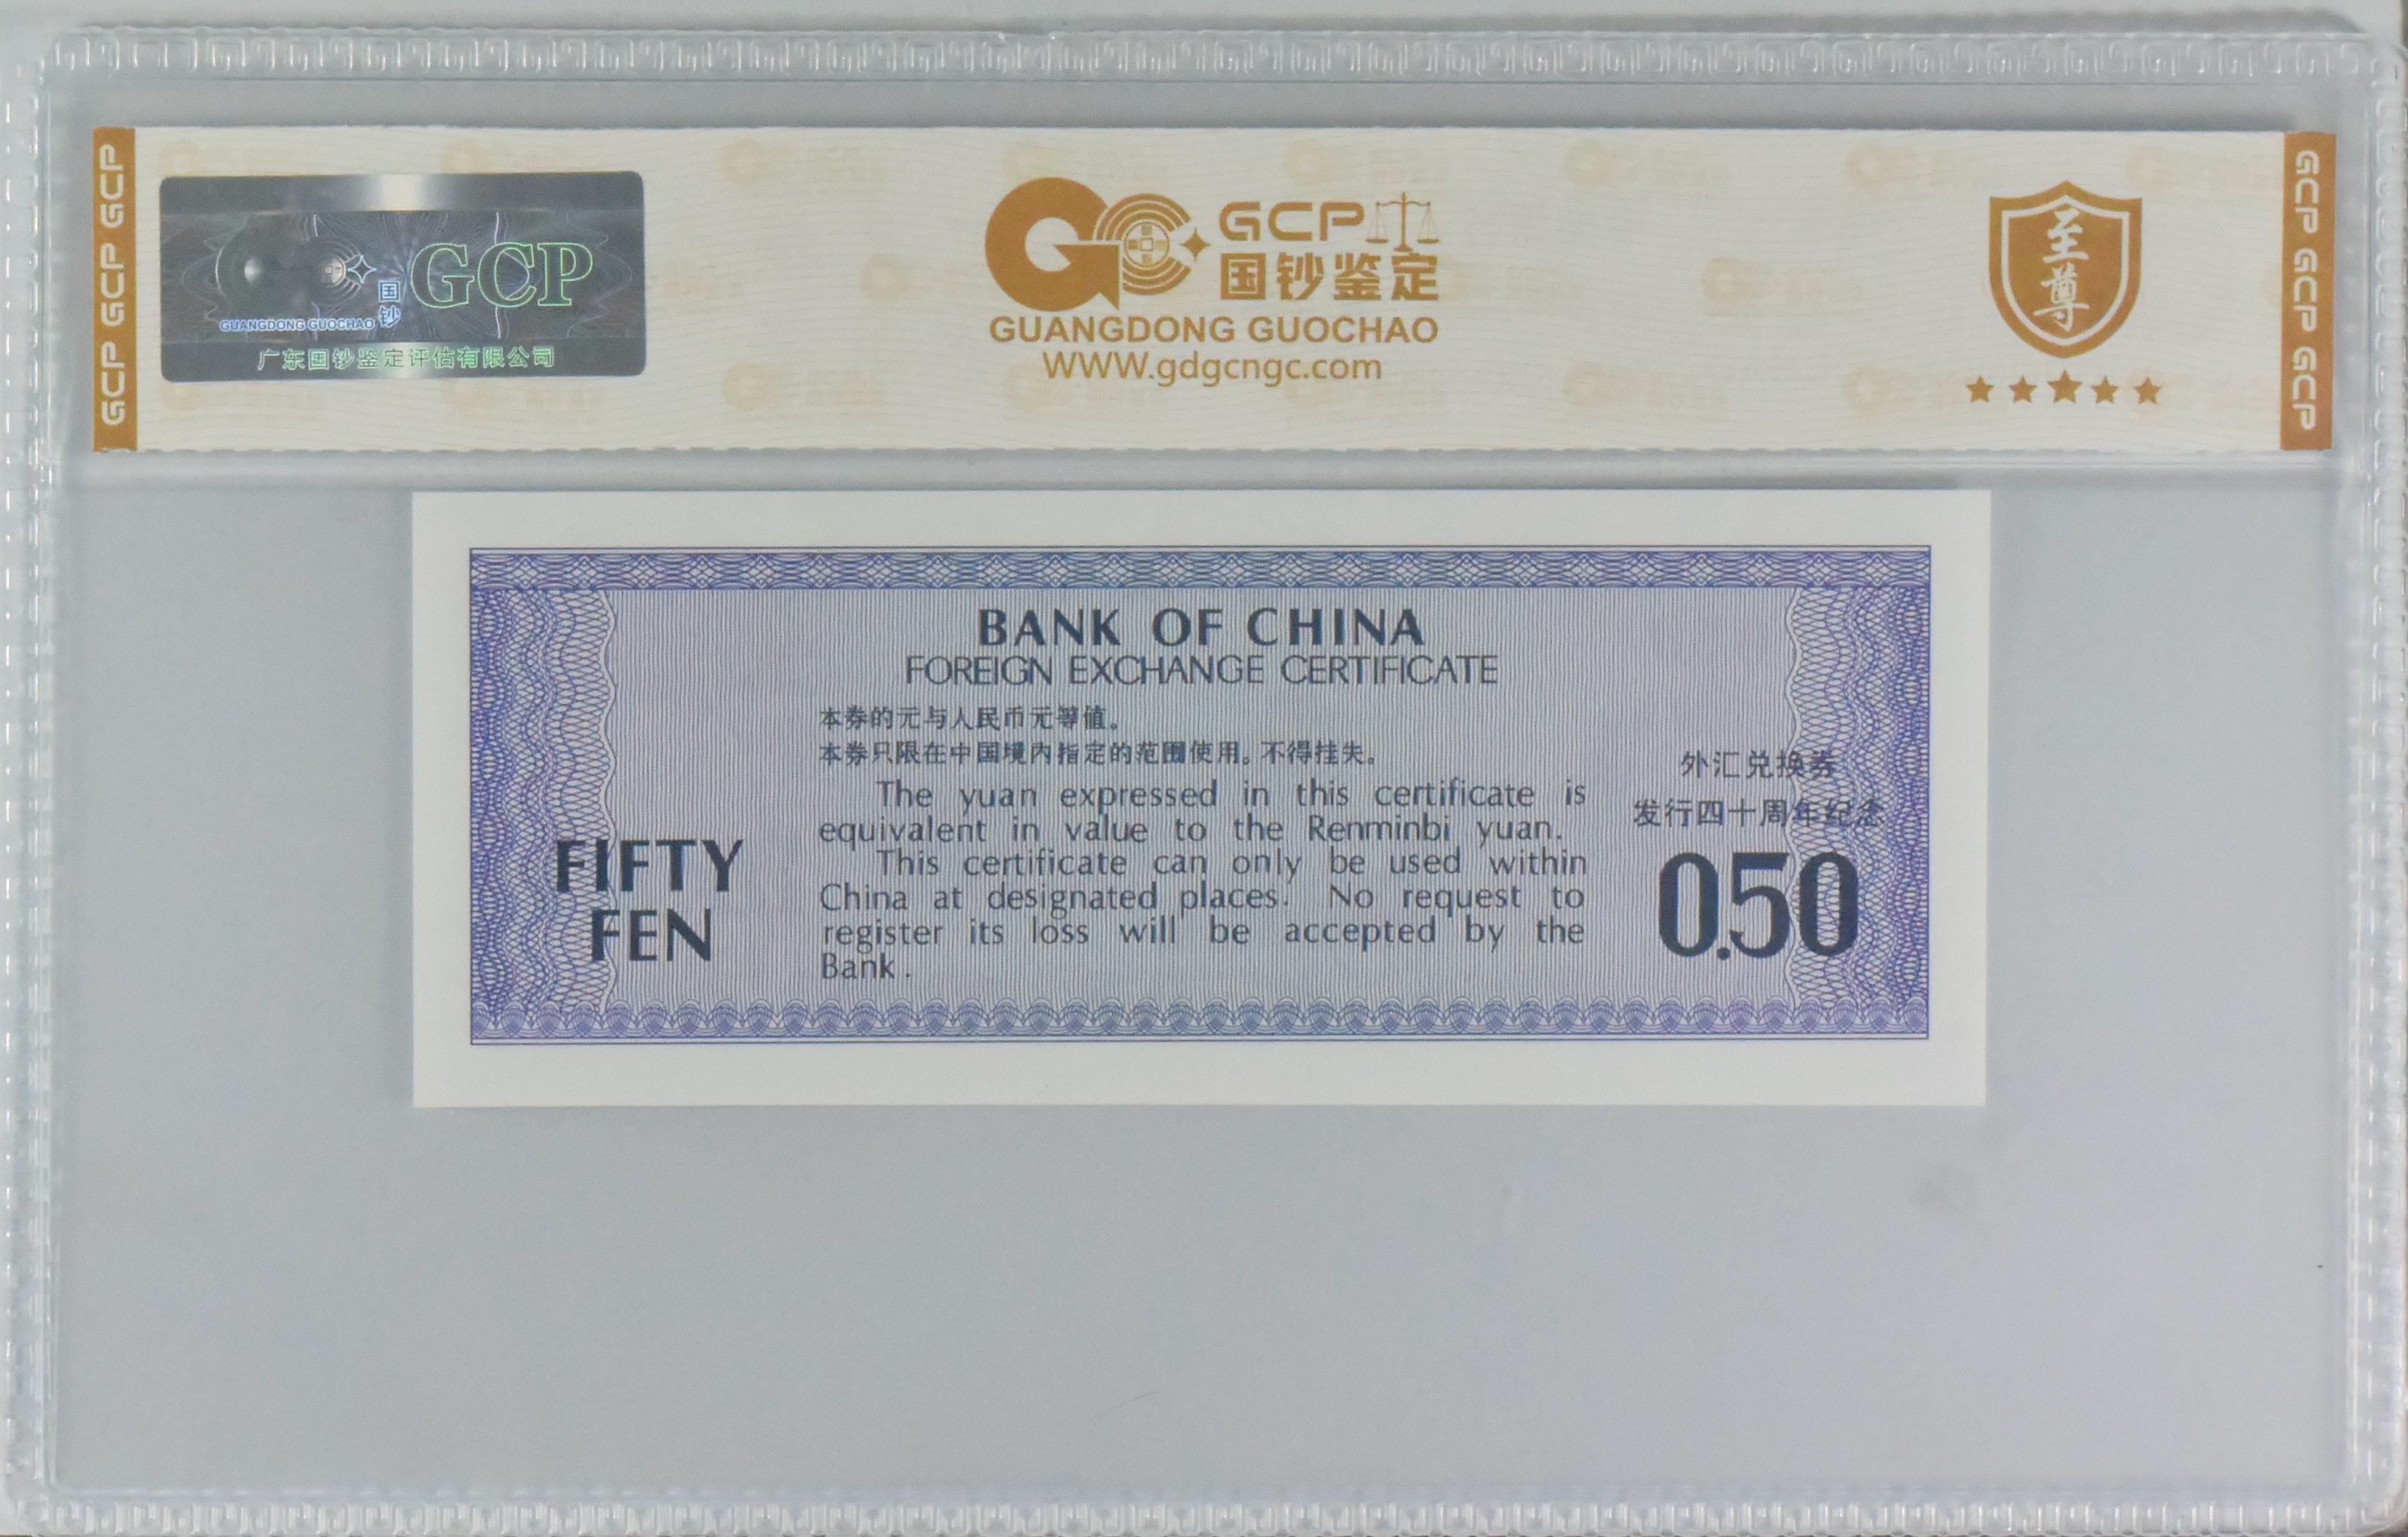 GCP GCP GCP
国钞
GCP
GUANGDONG GUOCHAO
广东国钞鉴定评估有限公司
GCP
国钞鉴定
GUANGDONG GUOCHAO
WWW.gdgcngc.com
至尊
GCP GCP GCP
BANK OF CHINA
FOREIGN EXCHANGE CERTIFICATE
本券的元与人民币元等值。
本券只限在中国境内指定的范围使用。不得挂失。
The yuan expressed in this certificate is
equivalent in value to the Renminbi yuan.
This certificate can only be used within
China at designated places. No request to
register its loss will be accepted by the
Bank.
FIFTY
FEN
外汇兑换券
发行四十周年纪念
0.50